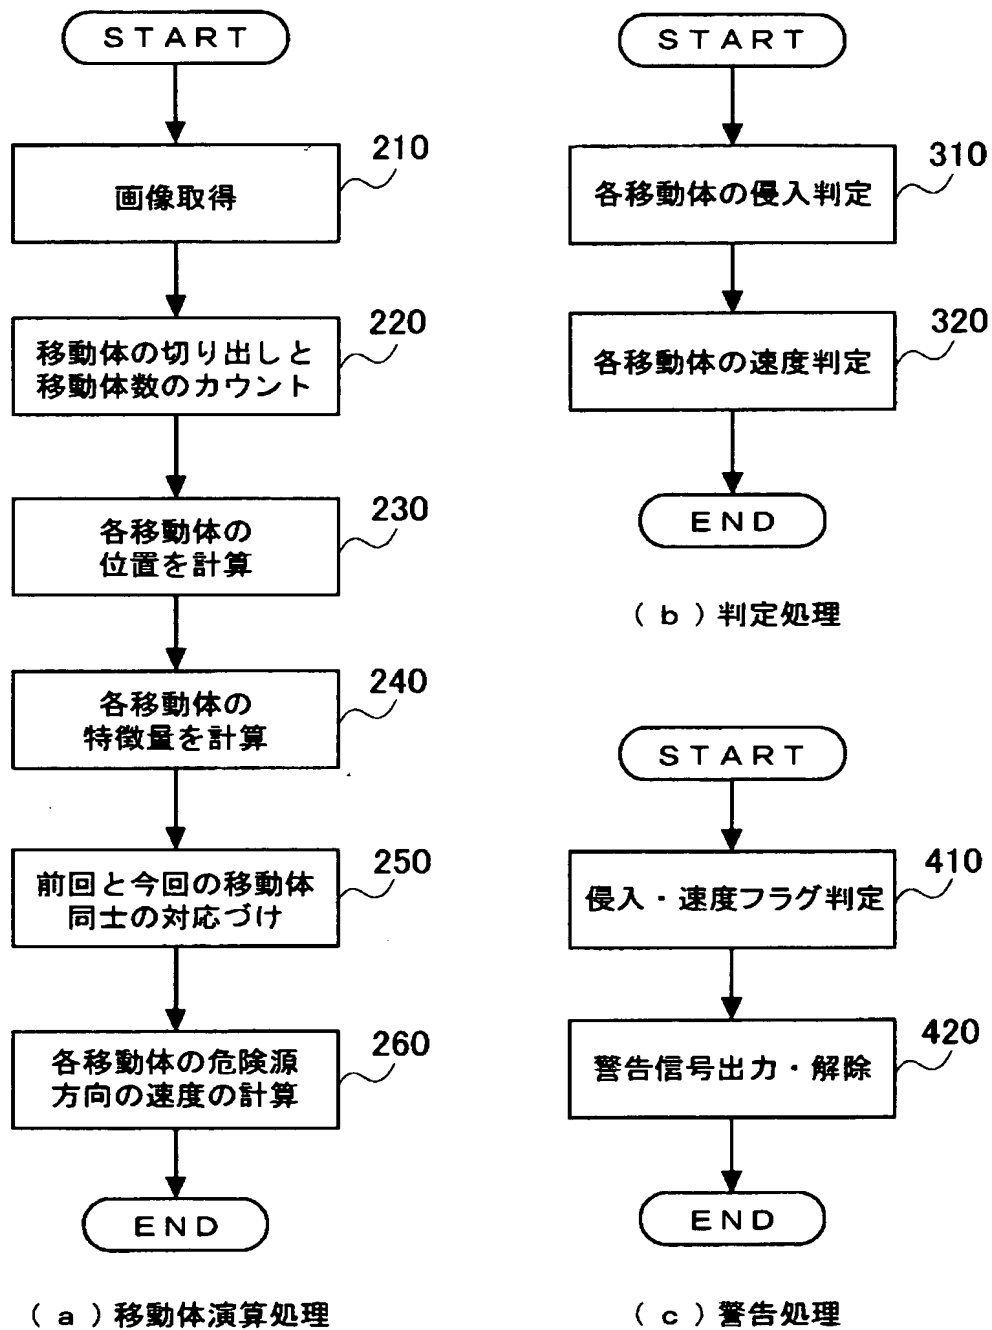 START
210
画像取得
220
移動体の切り出しと
移動体数のカウント
230
各移動体の
位置を計算
240
各移動体の
特徴量を計算
250
前回と今回の移動体
同士の対応づけ
260
各移動体の危険源
方向の速度の計算
END
(a)移動体演算処理
START
310
各移動体の侵入判定
320
各移動体の速度判定
END
(b)判定処理
START
410
侵入・速度フラグ判定
420
警告信号出力・解除
END
(c)警告処理